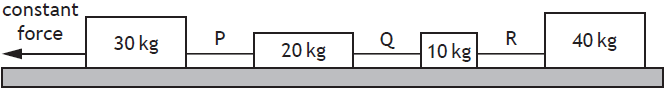 constant
force
30 kg
P
20 kg
Q
10 kg
R
40 kg